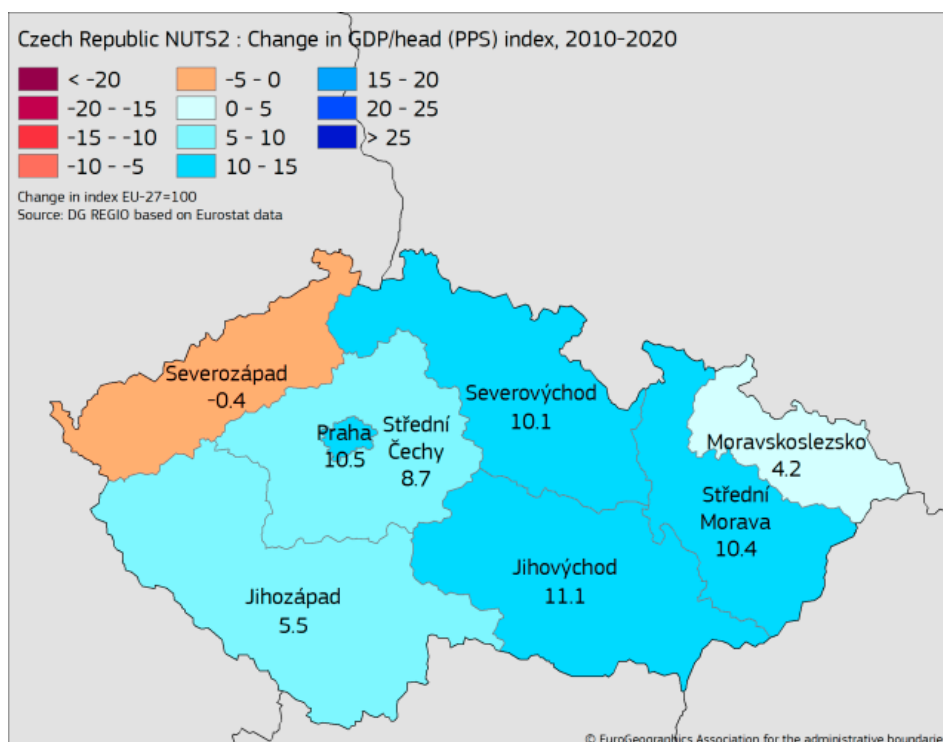 Czech Republic NUTS2 : Change in GDP/head (PPS) index, 2010-2020
< -20
-20 - -15
-15 - -10
-10 - -5
-5 - 0
0 - 5
5 - 10
10 - 15
15 - 20
20 - 25
> 25
Change in index EU-27=100
Source: DG REGIO based on Eurostat data
Severozápad
-0.4
Praha
10.5
Střední
Čechy
8.7
Severovýchod
10.1
Moravskoslezsko
4.2
Střední
Morava
10.4
Jihovýchod
11.1
Jihozápad
5.5
© EuroGeographics Association for the administrative boundarie